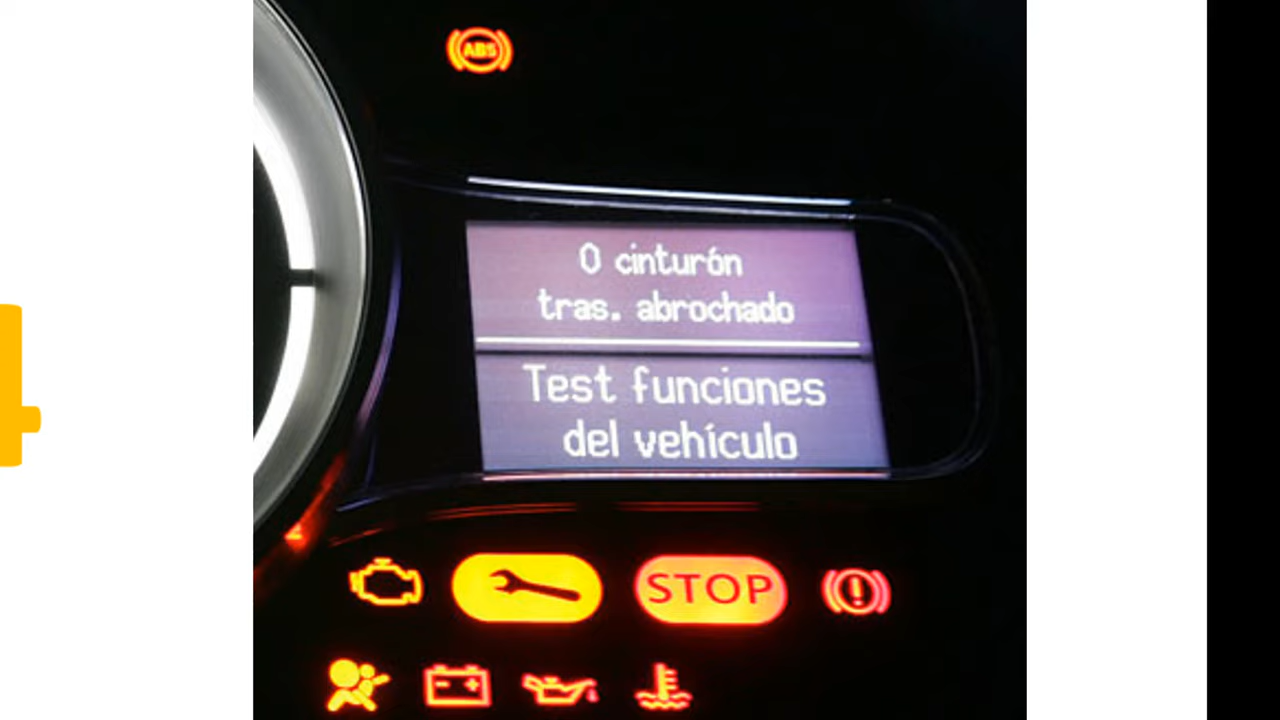 ABS
0 cinturón
tras. abrochado
Test funciones
del vehículo
STOP